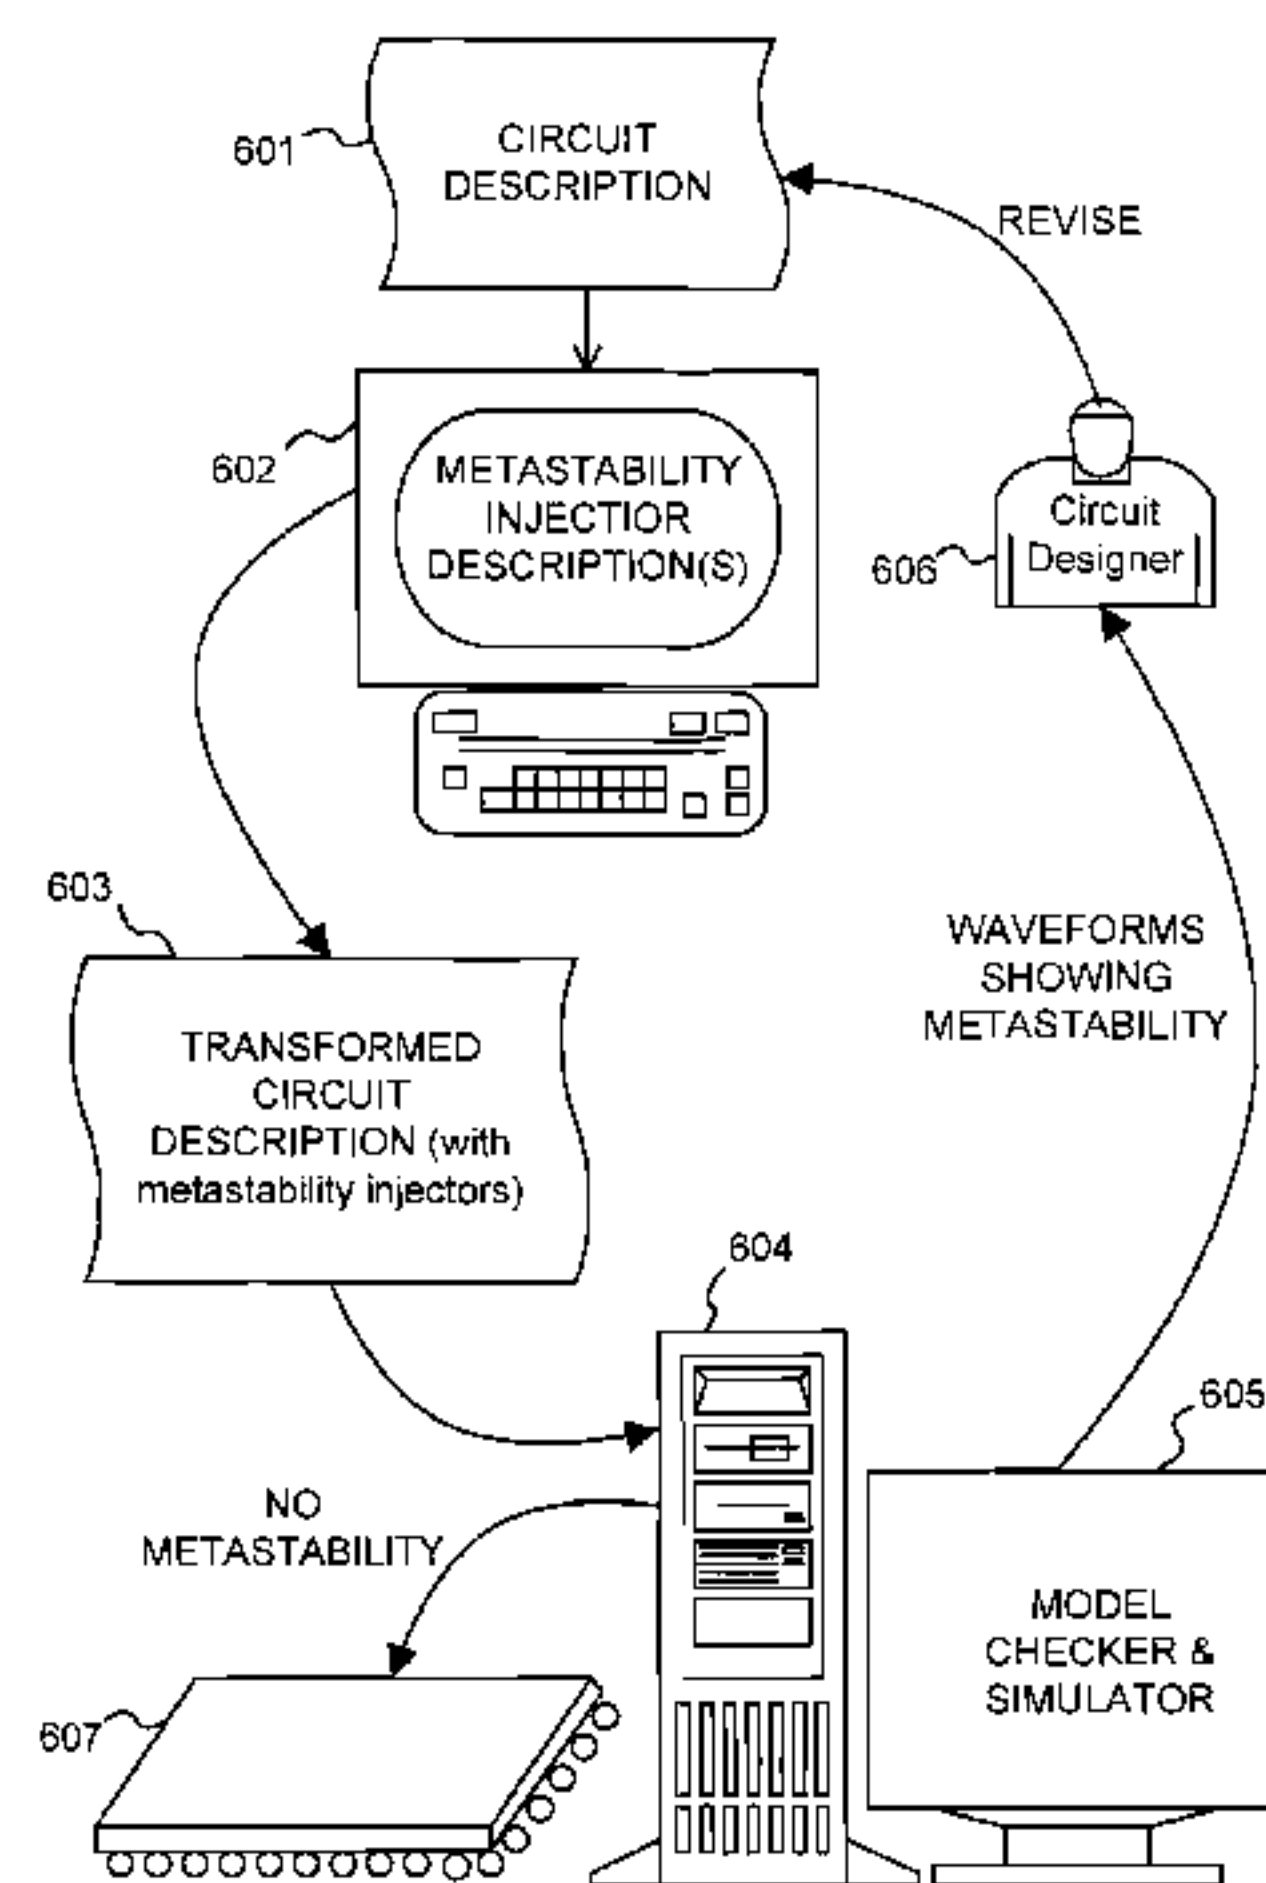 601
CIRCUIT
DESCRIPTION
REVISE
602
METASTABILITY
INJECTIOR
DESCRIPTION(S)
606
Circuit
Designer
603
TRANSFORMED
CIRCUIT
DESCRIPTION (with
metastability injectors)
WAVEFORMS
SHOWING
METASTABILITY
604
605
NO
METASTABILITY
MODEL
CHECKER &
SIMULATOR
607